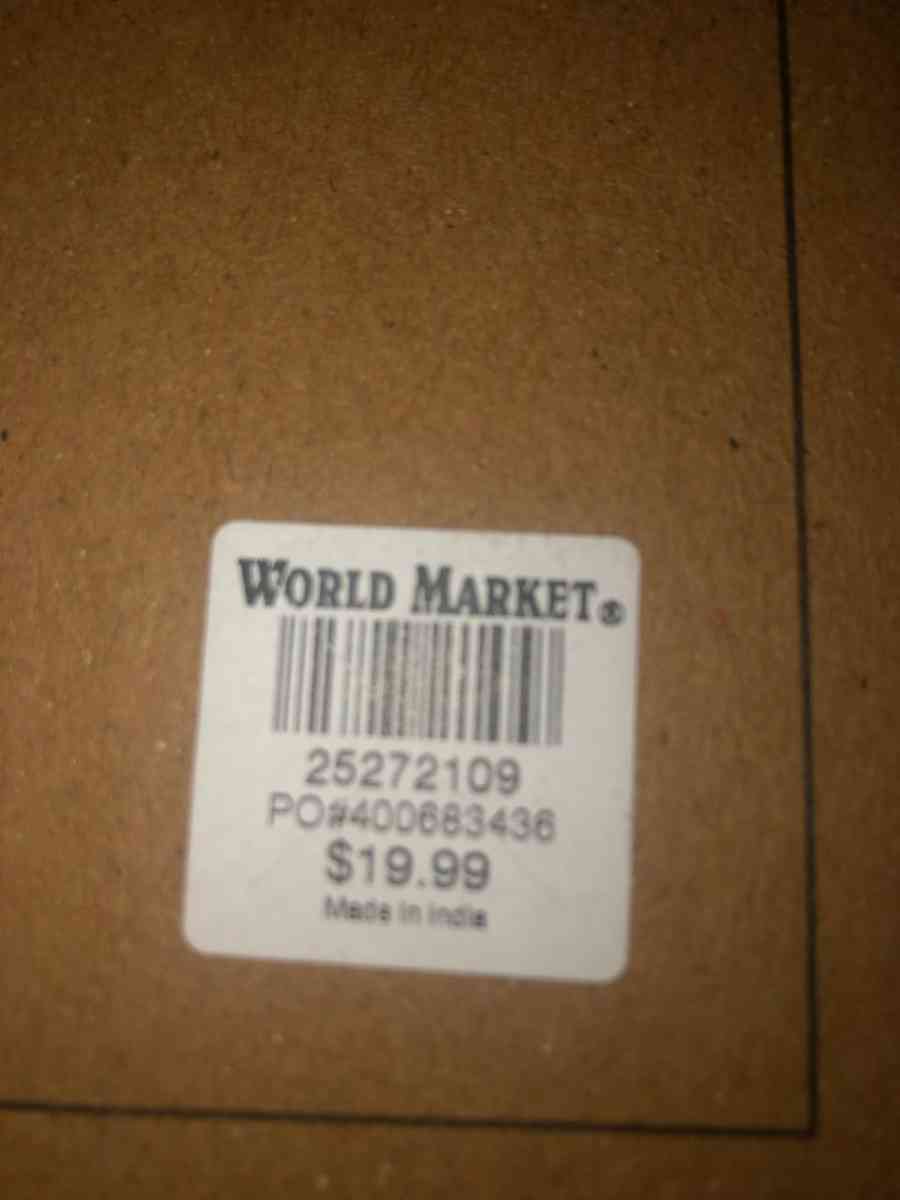 WORLD MARKET®
25272109
PO#400683436
$19.99
Made in India